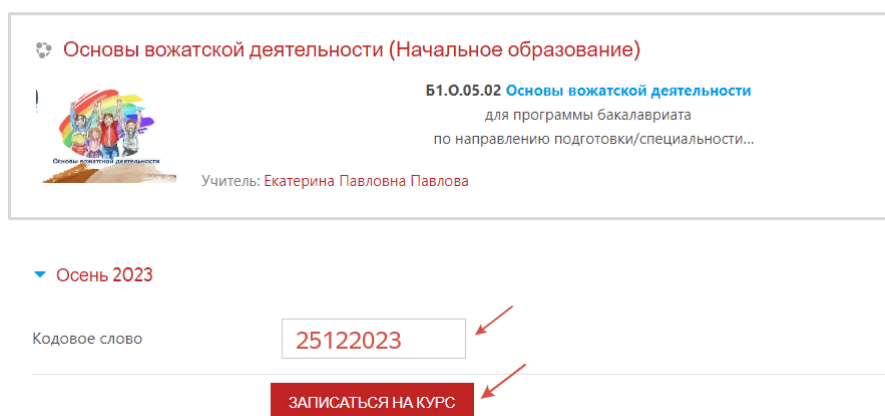 Основы вожатской деятельности (Начальное образование)
Б1.О.05.02 Основы вожатской деятельности
для программы бакалавриата
по направлению подготовки/специальности...
Основы вожатской деятельности
Учитель: Екатерина Павловна Павлова
Осень 2023
Кодовое слово
25122023
ЗАПИСАТЬСЯ НА КУРС